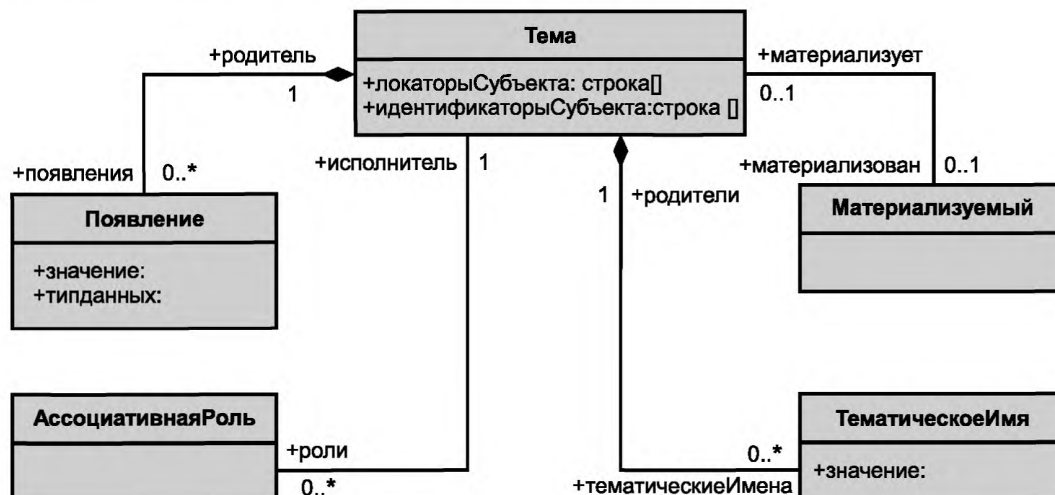 Тема
+локаторыСубъекта: строка[]
+идентификаторыСубъекта:строка []
+родитель
1
+материализует
0..1
+появления
0..*
+исполнитель
1
1
+родители
+материализован
0..1
Появление
+значение:
+типданных:
Материализуемый
АссоциативнаяРоль
+роли
0..*
0..*
+тематическиеИмена
ТематическоеИмя
+значение: